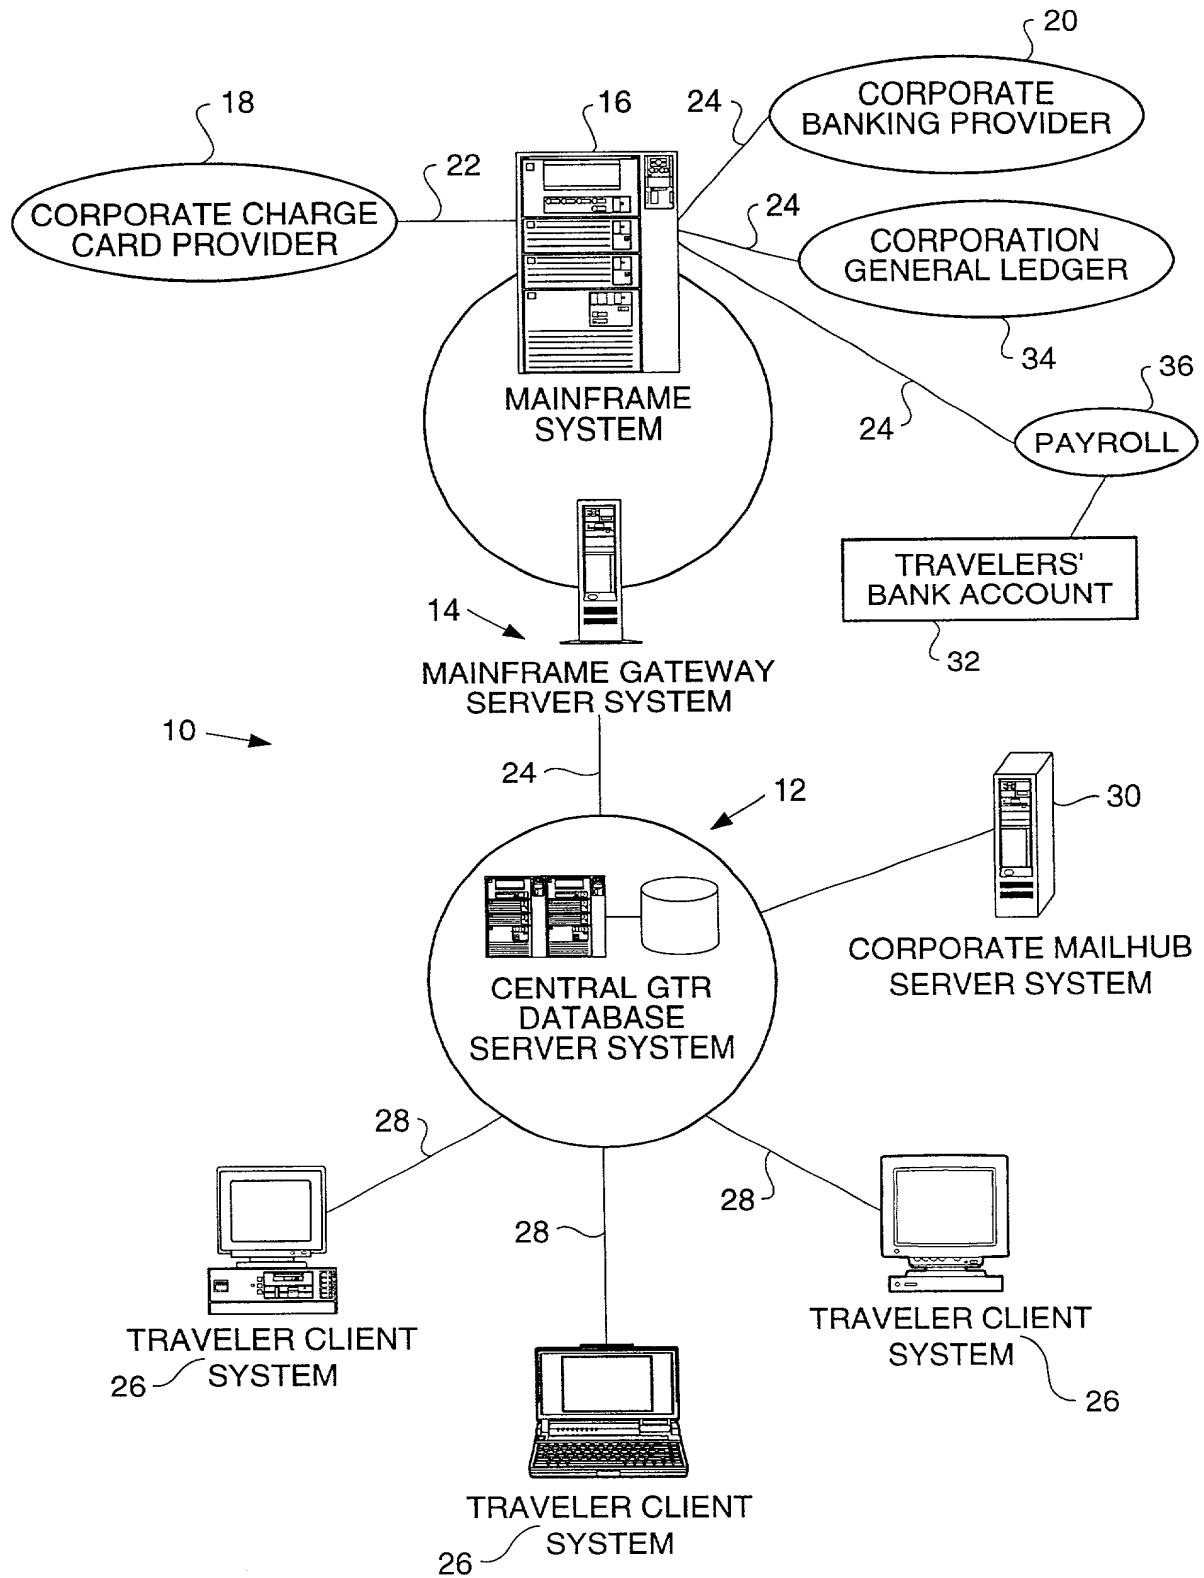 20
CORPORATE
BANKING PROVIDER
24
16
18
22
CORPORATE CHARGE
CARD PROVIDER
24
CORPORATION
GENERAL LEDGER
34
MAINFRAME
SYSTEM
24
36
PAYROLL
TRAVELERS'
BANK ACCOUNT
32
14
MAINFRAME GATEWAY
SERVER SYSTEM
10
24
12
30
CORPORATE MAILHUB
SERVER SYSTEM
CENTRAL GTR
DATABASE
SERVER SYSTEM
28
28
28
TRAVELER CLIENT
SYSTEM
26
TRAVELER CLIENT
SYSTEM
26
TRAVELER CLIENT
SYSTEM
26